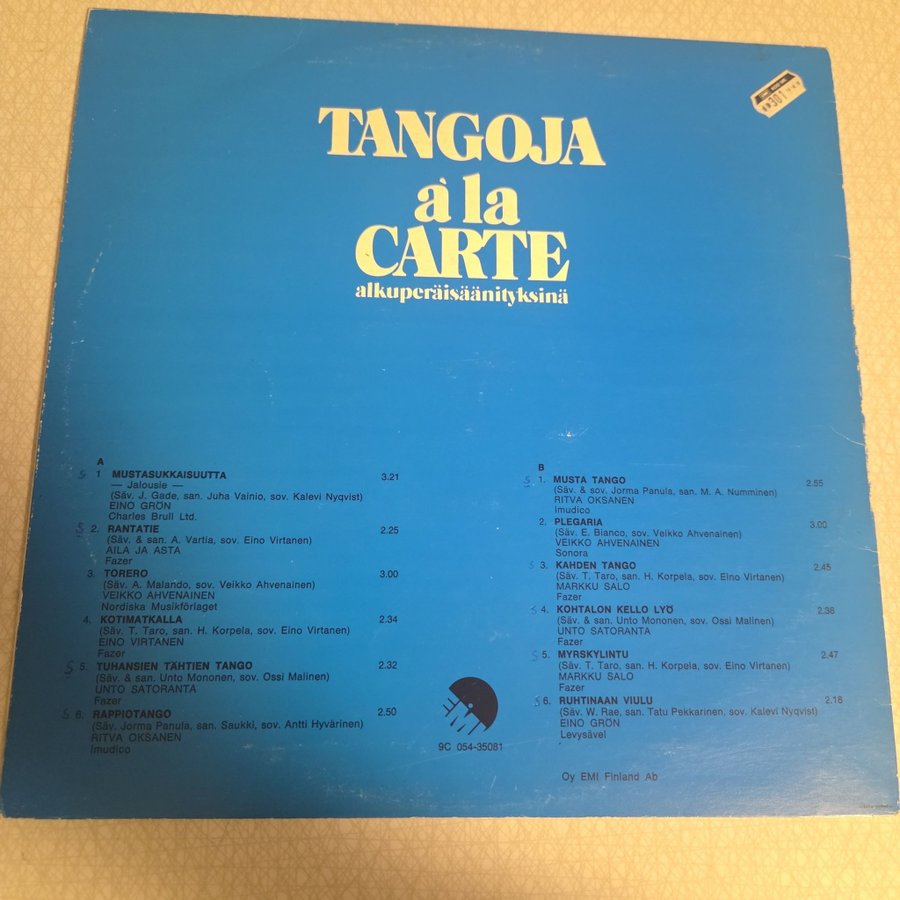 TANGOJA
à la
CARTE
alkuperäisäänityksinä
301
A
S 1 MUSTASUKKAISUUTTA 3.21
— Jalousie —
(Säv. J. Gade, san. Juha Vainio, sov. Kalevi Nyqvist)
EINO GRÖN
Charles Brull Ltd.
S 2. RANTATIE 2.25
(Säv. & san. A. Vartia, sov. Eino Virtanen)
AILA JA ASTA
Fazer
3. TORERO 3.00
(Säv. A. Malando, sov. Veikko Ahvenainen)
VEIKKO AHVENAINEN
Nordiska Musikförlaget
4. KOTIMATKALLA 2.34
(Säv. T. Taro, san. H. Korpela, sov. Eino Virtanen)
EINO VIRTANEN
Fazer
S 5. TUHANSIEN TÄHTIEN TANGO 2.32
(Säv. & san. Unto Mononen, sov. Ossi Malinen)
UNTO SATORANTA
Fazer
S 6. RAPPIOTANGO 2.50
(Säv. Jorma Panula, san. Saukki, sov. Antti Hyvärinen)
RITVA OKSANEN
Imudico
B
S 1. MUSTA TANGO 2.55
(Säv. & sov. Jorma Panula, san. M. A. Numminen)
RITVA OKSANEN
Imudico
2. PLEGARIA 3.00
(Säv. E. Bianco, sov. Veikko Ahvenainen)
VEIKKO AHVENAINEN
Sonora
S 3. KAHDEN TANGO 2.45
(Säv. T. Taro, san. H. Korpela, sov. Eino Virtanen)
MARKKU SALO
Fazer
S 4. KOHTALON KELLO LYÖ 2.38
(Säv. & san. Unto Mononen, sov. Ossi Malinen)
UNTO SATORANTA
Fazer
S 5. MYRSKYLINTU 2.47
(Säv. T. Taro, san. H. Korpela, sov. Eino Virtanen)
MARKKU SALO
Fazer
S 6. RUHTINAAN VIULU 2.18
(Säv. W. Rae, san. Tatu Pekkarinen, sov. Kalevi Nyqvist)
EINO GRÖN
Levysävel
EMI
9C 054-35081
Oy EMI Finland Ab